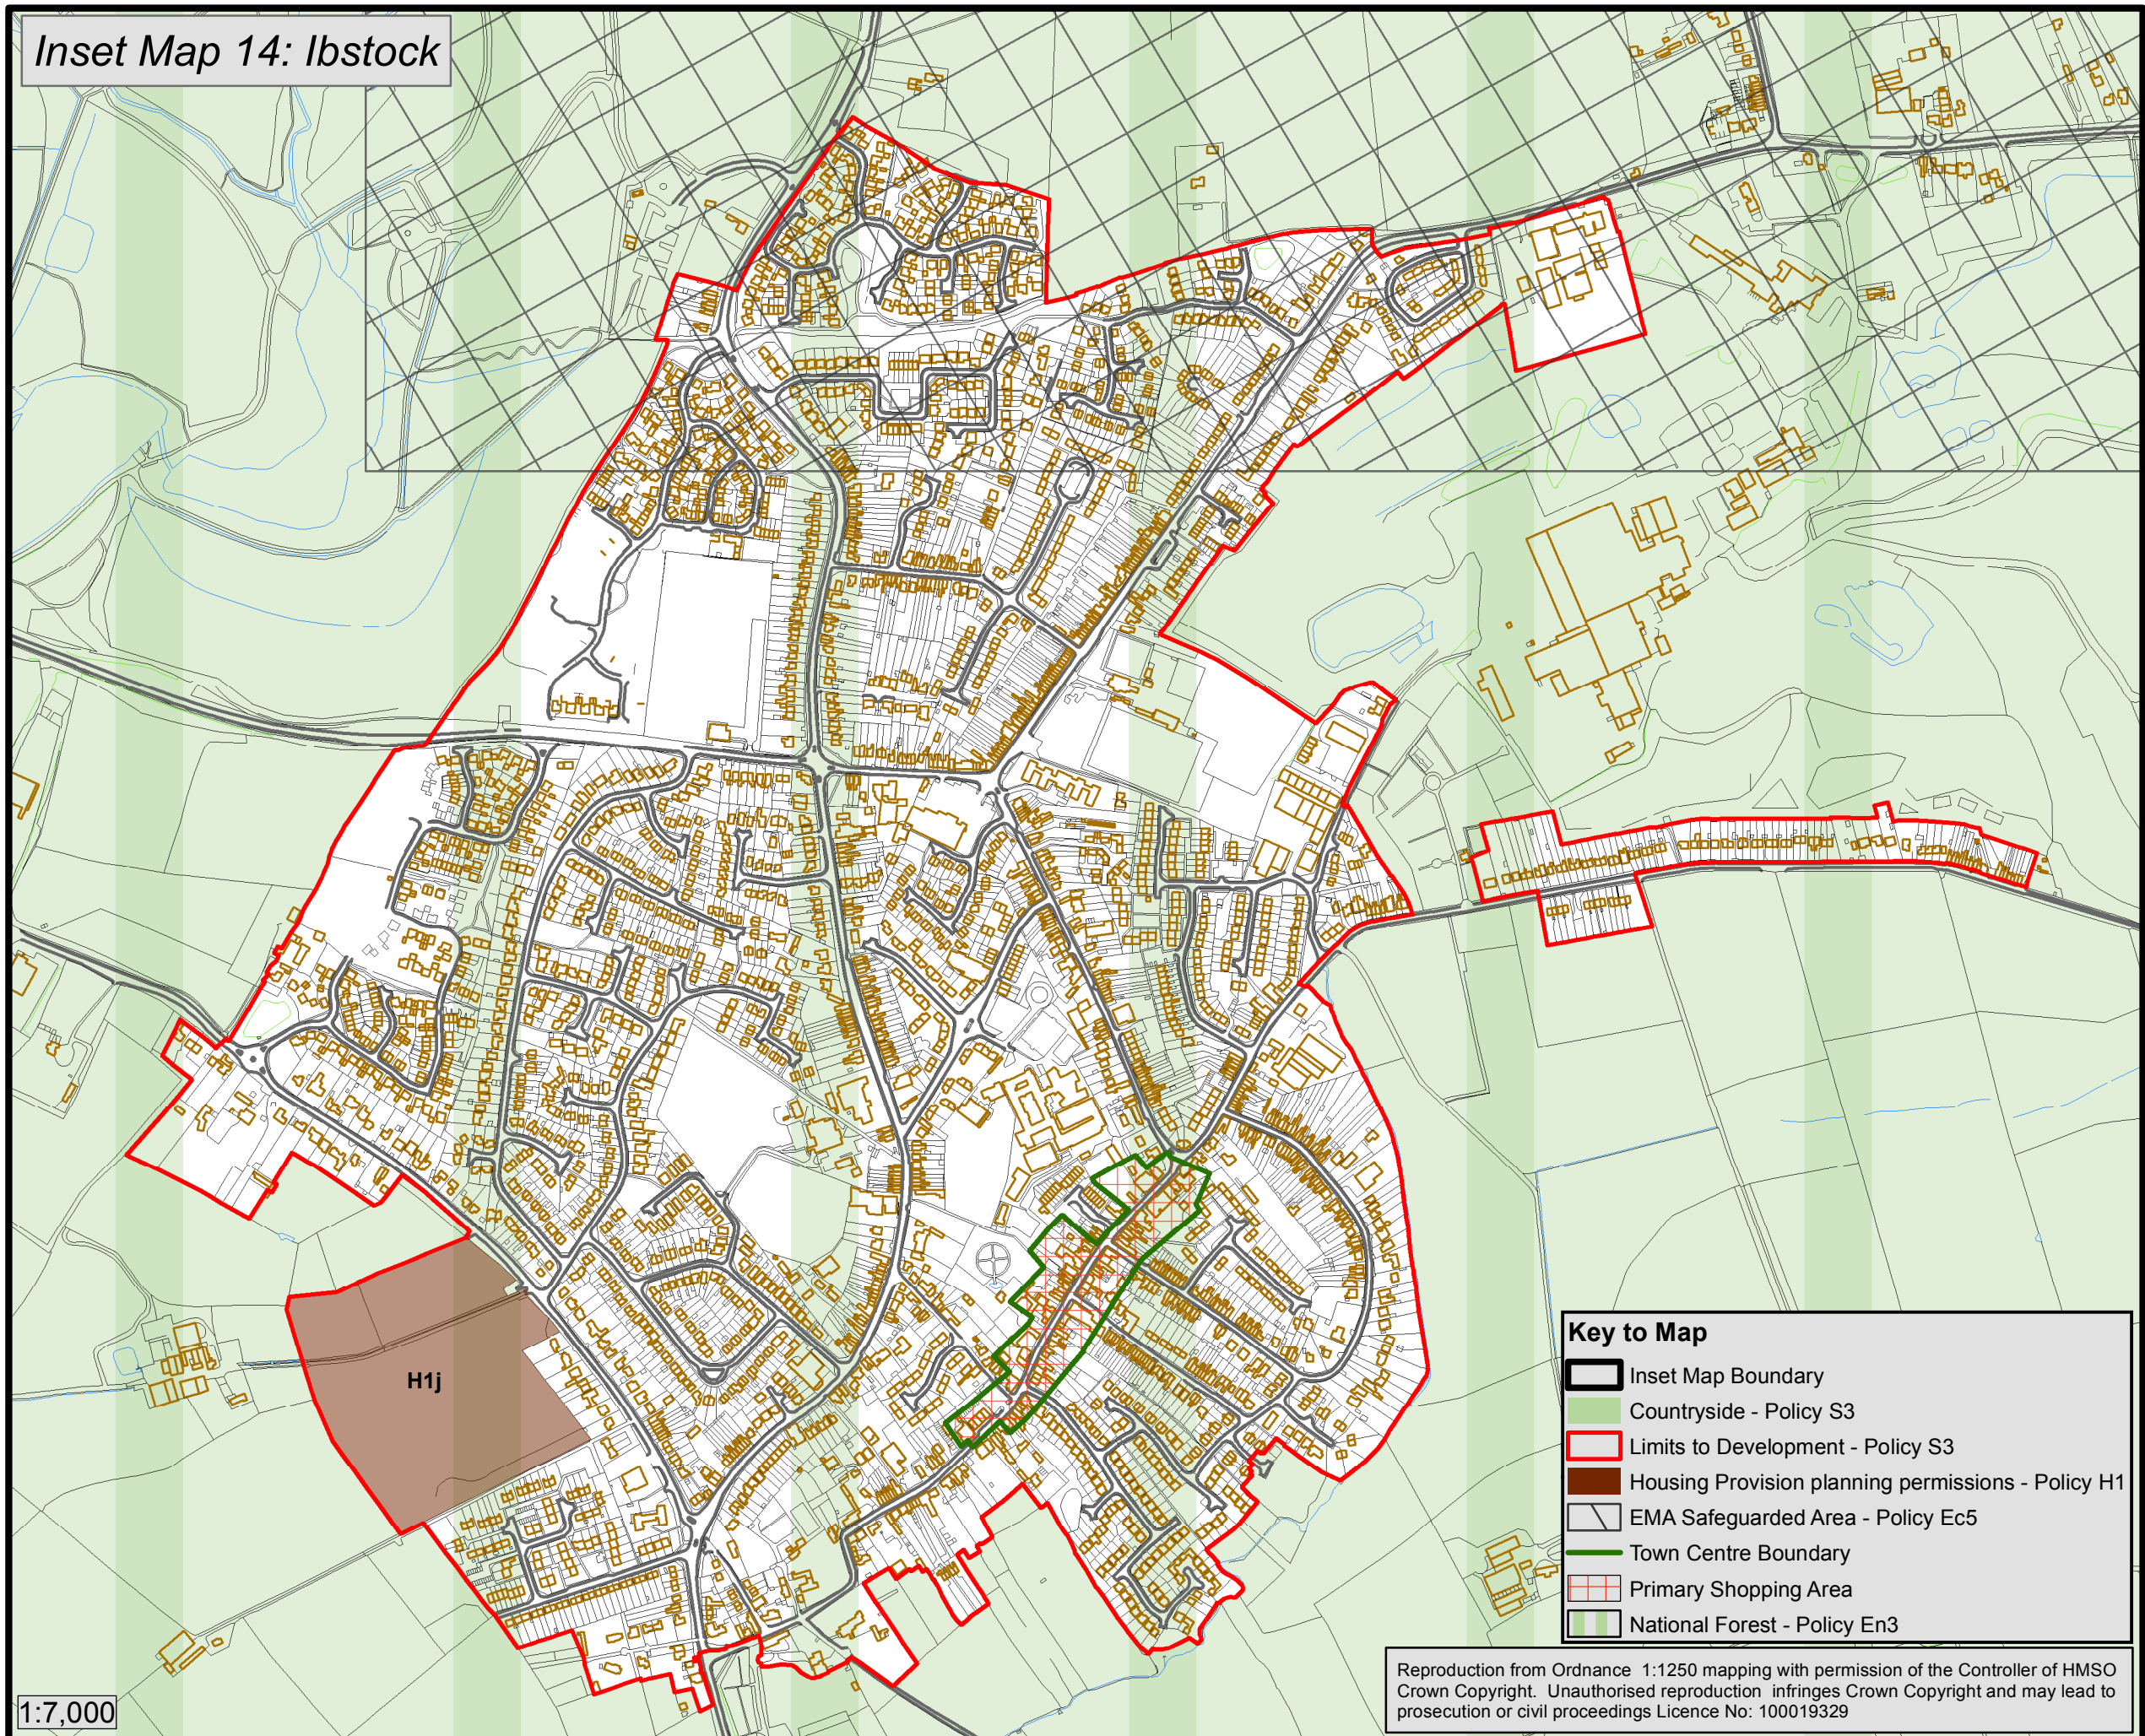 Inset Map 14: Ibstock
H1j
Key to Map
Inset Map Boundary
Countryside - Policy S3
Limits to Development - Policy S3
Housing Provision planning permissions - Policy H1
EMA Safeguarded Area - Policy Ec5
Town Centre Boundary
Primary Shopping Area
National Forest - Policy En3
Reproduction from Ordnance 1:1250 mapping with permission of the Controller of HMSO
Crown Copyright. Unauthorised reproduction infringes Crown Copyright and may lead to
prosecution or civil proceedings Licence No: 100019329
1:7,000